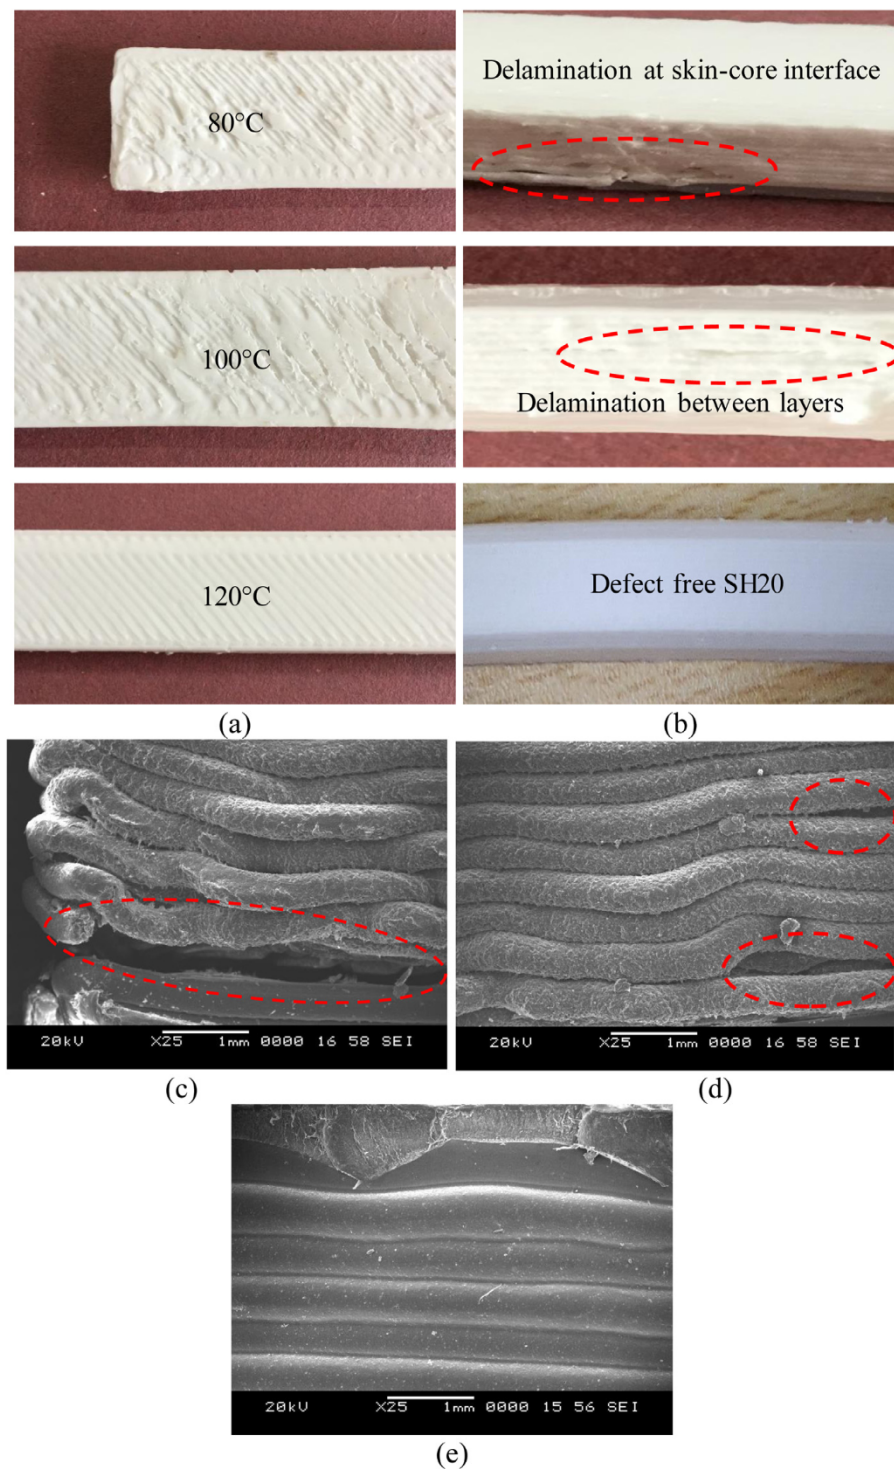 80°C
Delamination at skin-core interface
100°C
Delamination between layers
120°C
Defect free SH20
(a)
(b)
20kV X25 1mm 0000 16 58 SEI
20kV X25 1mm 0000 16 58 SEI
(c)
(d)
20kV X25 1mm 0000 15 56 SEI
(e)